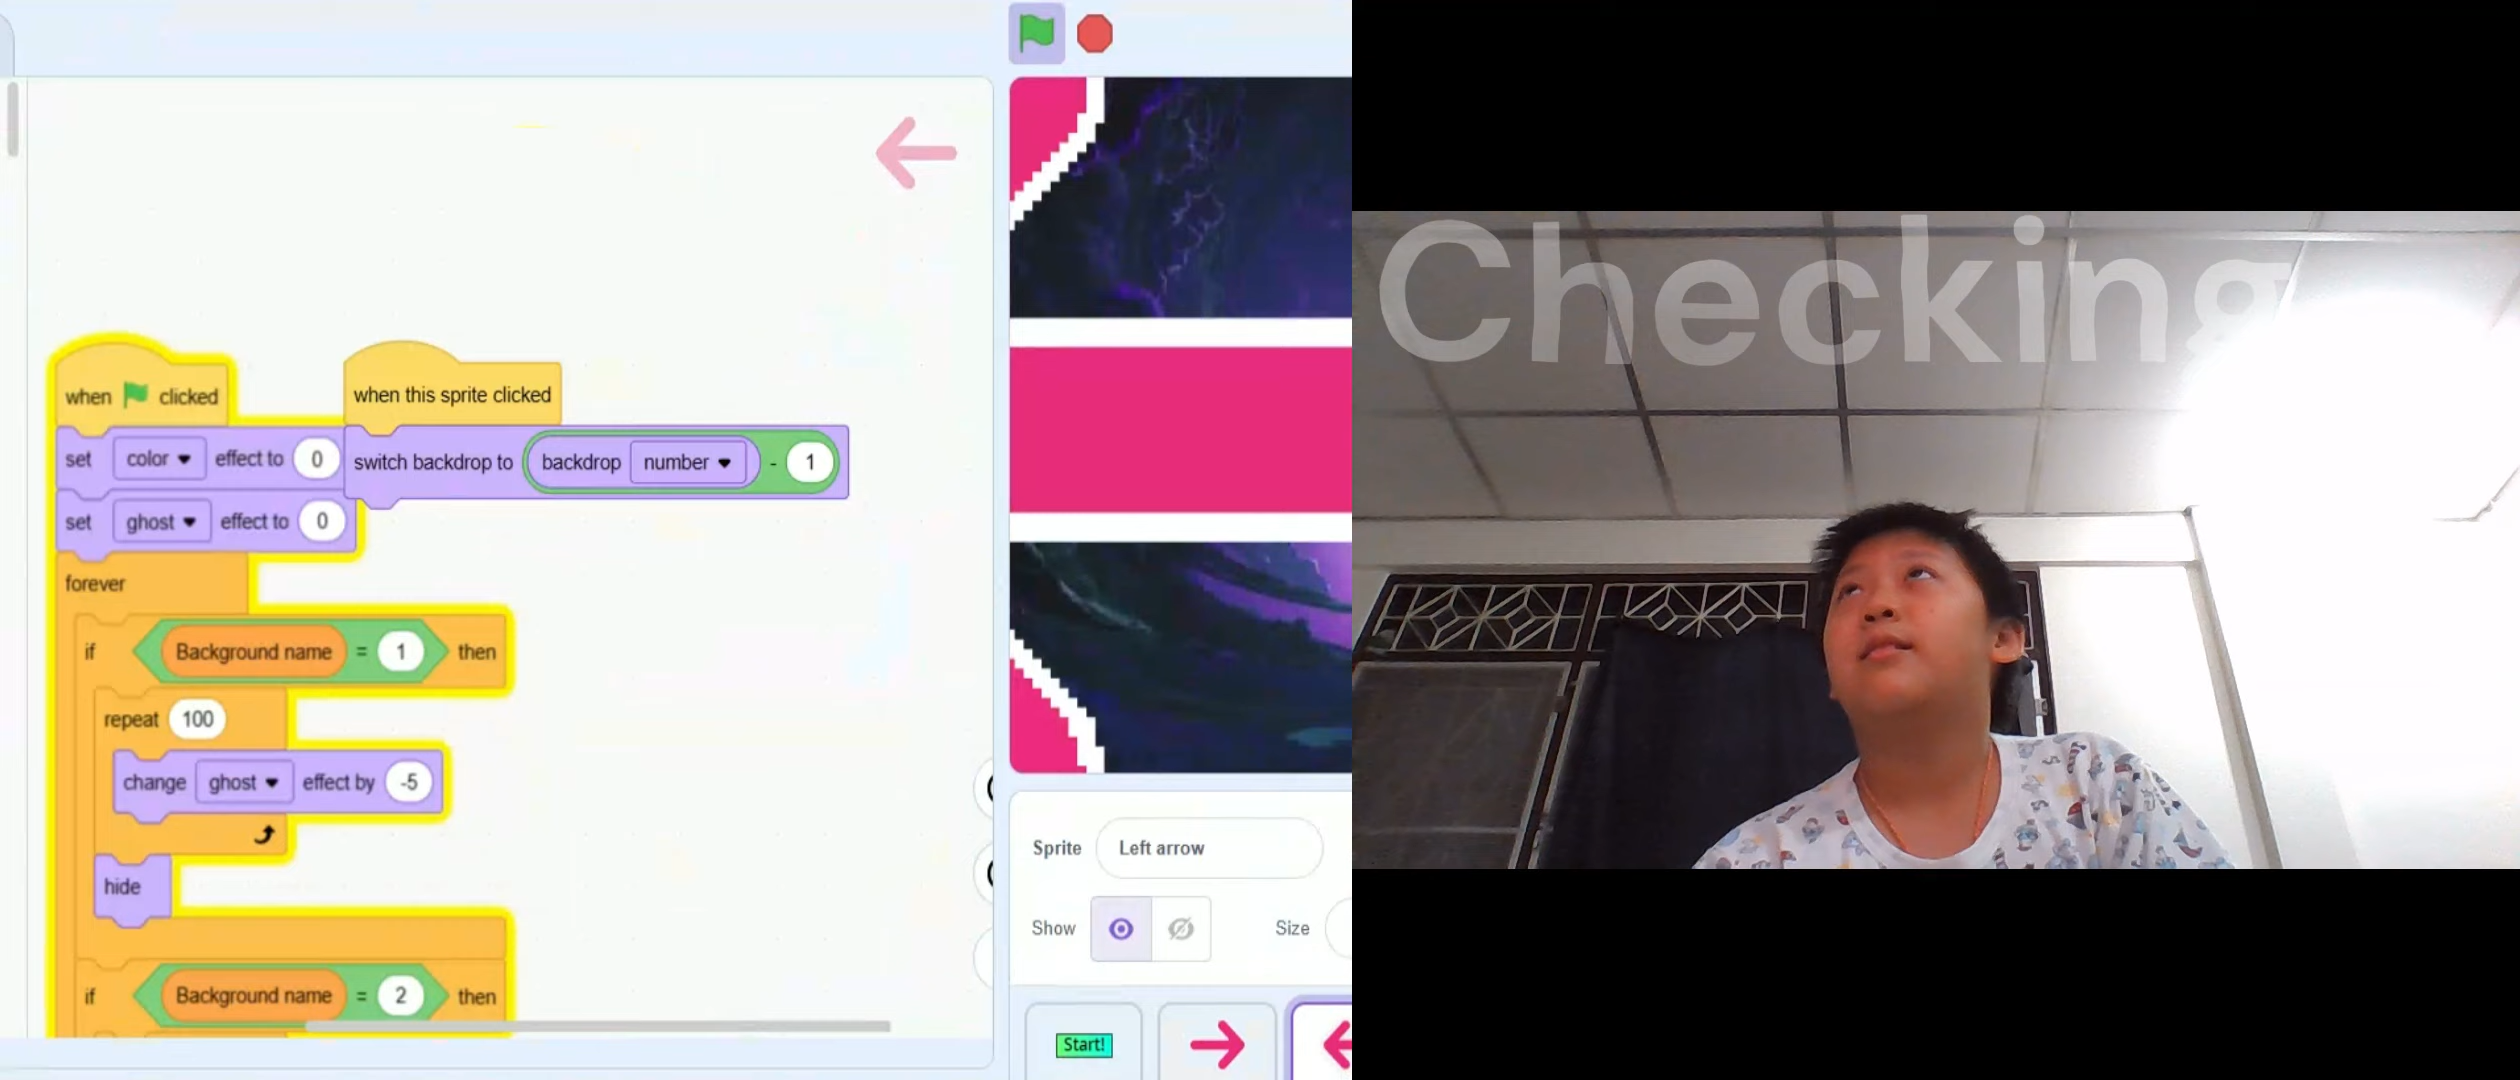 when clicked
when this sprite clicked
set color effect to 0
switch backdrop to backdrop number - 1
set ghost effect to 0
forever
if Background name = 1 then
repeat 100
change ghost effect by -5
hide
if Background name = 2 then
Sprite Left arrow
Show Size
Start!
Checking